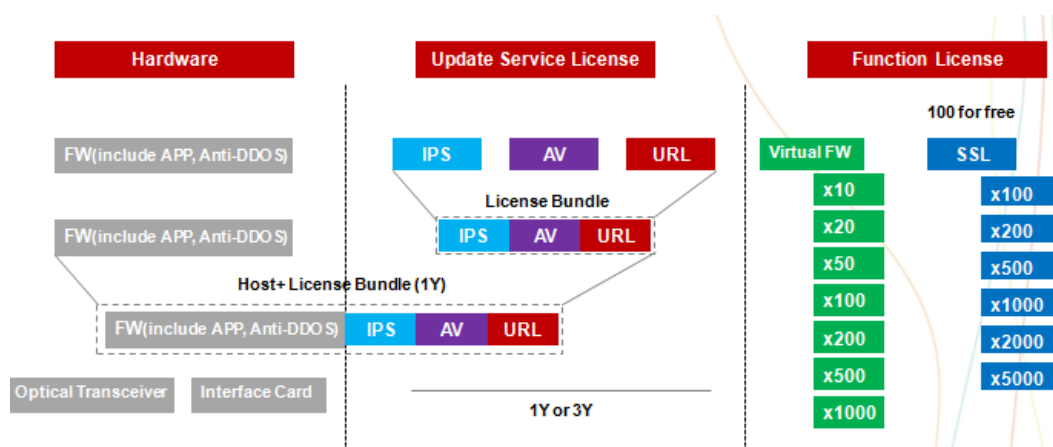 Hardware
Update Service License
Function License
100 for free
FW(include APP, Anti-DDOS)
IPS
AV
URL
Virtual FW
SSL
License Bundle
x10
x100
FW(include APP, Anti-DDOS)
IPS
AV
URL
x20
x200
x50
x500
Host+ License Bundle (1Y)
x100
x1000
FW(include APP, Anti-DDOS)
IPS
AV
URL
x200
x2000
Optical Transceiver
Interface Card
x500
x5000
1Y or 3Y
x1000